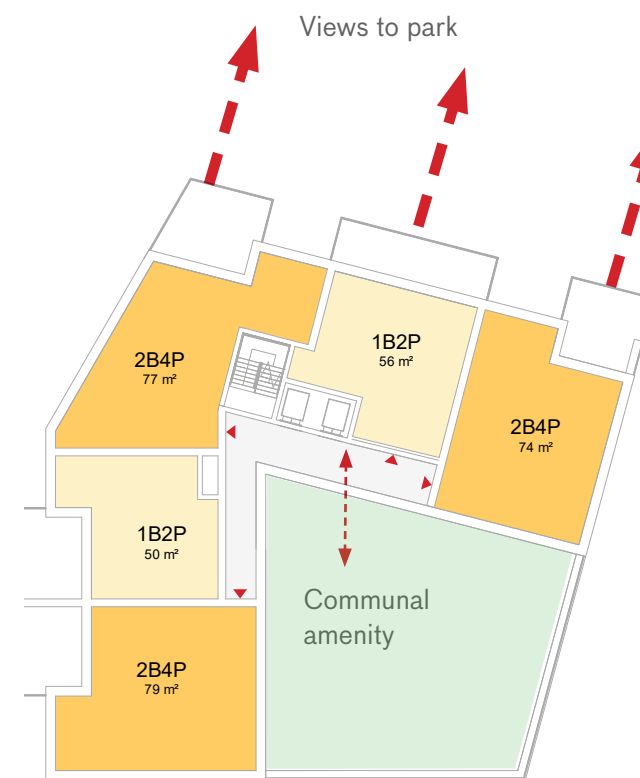 Views to park
1B2P
56 m²
2B4P
77 m²
2B4P
74 m²
1B2P
50 m²
Communal
amenity
2B4P
79 m²